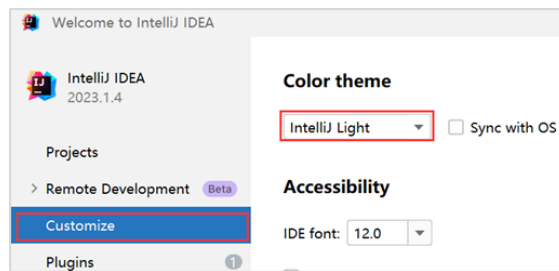 Welcome to IntelliJ IDEA
IntelliJ IDEA
2023.1.4
Projects
Remote Development Beta
Customize
Plugins 1
Color theme
IntelliJ Light Sync with OS
Accessibility
IDE font: 12.0